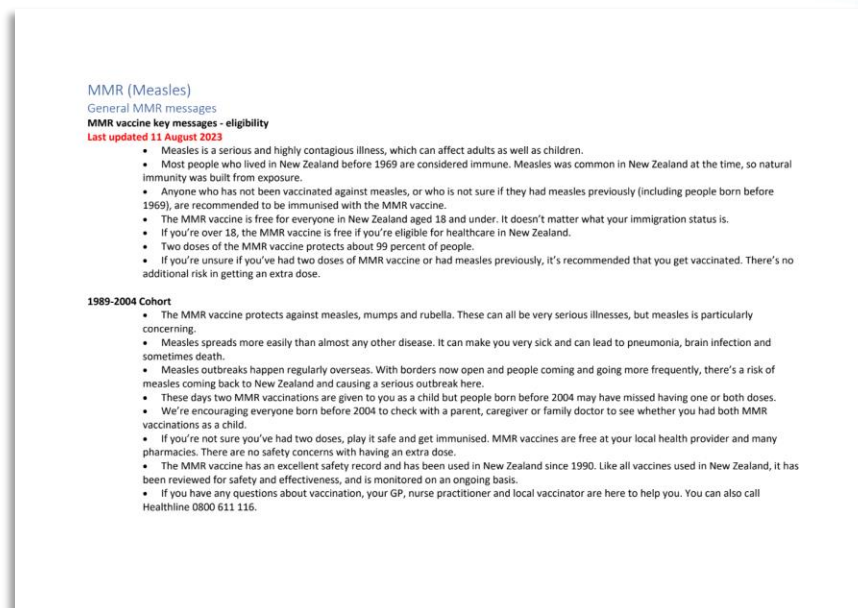 MMR (Measles)
General MMR messages
MMR vaccine key messages - eligibility
Last updated 11 August 2023
• Measles is a serious and highly contagious illness, which can affect adults as well as children.
• Most people who lived in New Zealand before 1969 are considered immune. Measles was common in New Zealand at the time, so natural
immunity was built from exposure.
• Anyone who has not been vaccinated against measles, or who is not sure if they had measles previously (including people born before
1969), are recommended to be immunised with the MMR vaccine.
• The MMR vaccine is free for everyone in New Zealand aged 18 and under. It doesn't matter what your immigration status is.
• If you're over 18, the MMR vaccine is free if you're eligible for healthcare in New Zealand.
• Two doses of the MMR vaccine protects about 99 percent of people.
• If you're unsure if you've had two doses of MMR vaccine or had measles previously, it's recommended that you get vaccinated. There's no
additional risk in getting an extra dose.
1989-2004 Cohort
• The MMR vaccine protects against measles, mumps and rubella. These can all be very serious illnesses, but measles is particularly
concerning.
• Measles spreads more easily than almost any other disease. It can make you very sick and can lead to pneumonia, brain infection and
sometimes death.
• Measles outbreaks happen regularly overseas. With borders now open and people coming and going more frequently, there's a risk of
measles coming back to New Zealand and causing a serious outbreak here.
• These days two MMR vaccinations are given to you as a child but people born before 2004 may have missed having one or both doses.
• We're encouraging everyone born before 2004 to check with a parent, caregiver or family doctor to see whether you had both MMR
vaccinations as a child.
• If you're not sure you've had two doses, play it safe and get immunised. MMR vaccines are free at your local health provider and many
pharmacies. There are no safety concerns with having an extra dose.
• The MMR vaccine has an excellent safety record and has been used in New Zealand since 1990. Like all vaccines used in New Zealand, it has
been reviewed for safety and effectiveness, and is monitored on an ongoing basis.
• If you have any questions about vaccination, your GP, nurse practitioner and local vaccinator are here to help you. You can also call
Healthline 0800 611 116.